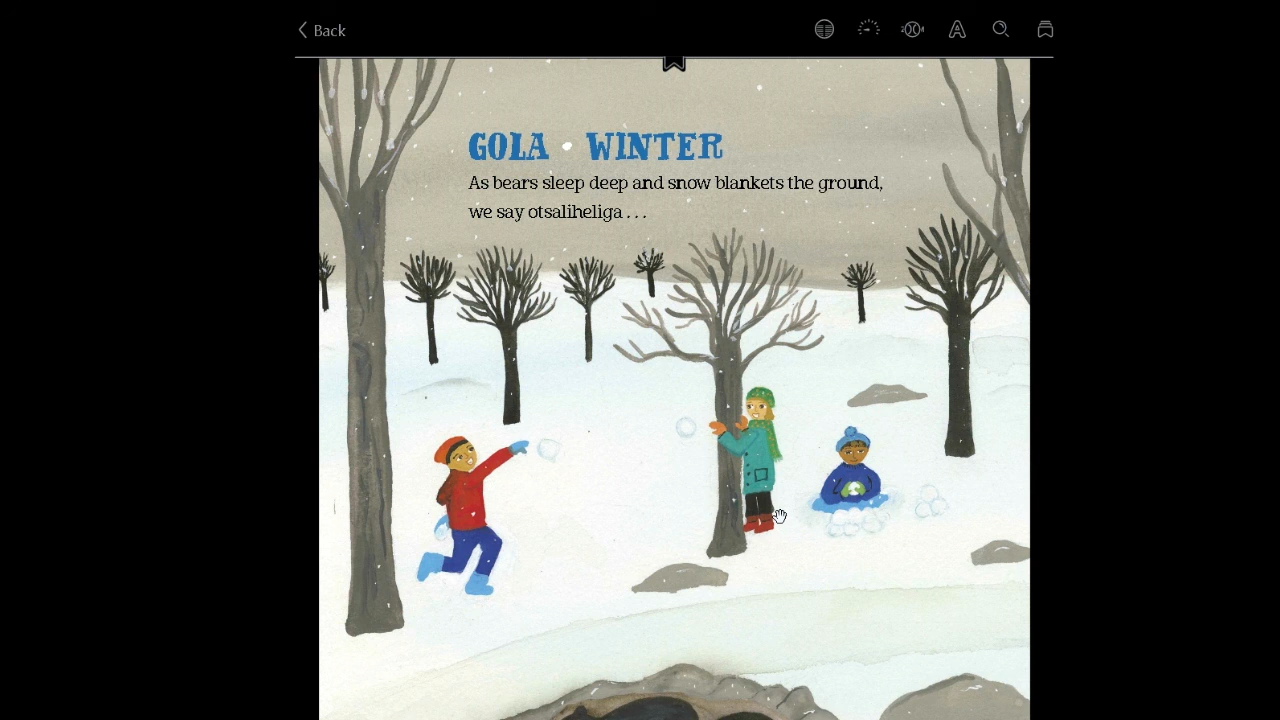 Back
GOLA • WINTER
As bears sleep deep and snow blankets the ground,
we say otsaliheliga . . .